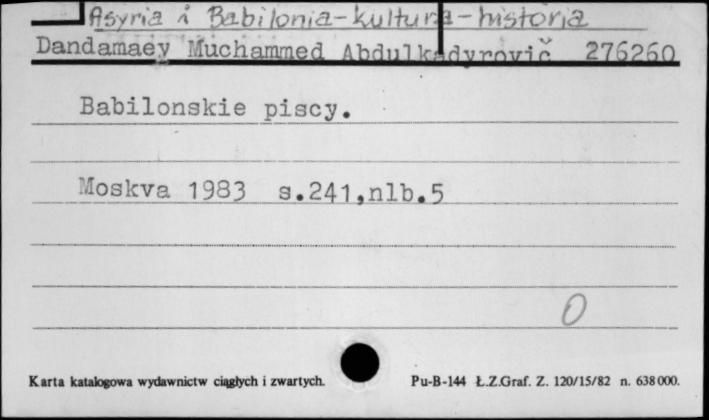 Asyria i Babilonia-kultura-historia
Dandamaev Muchammed Abdulkadyrovič 276260
Babilonskie piscy.
Moskva 1983 s.241,nlb.5
0
Karta katalogowa wydawnictw ciągłych i zwartych. Pu-B-144 Ł.Z.Graf. Z. 120/15/82 n. 638000.